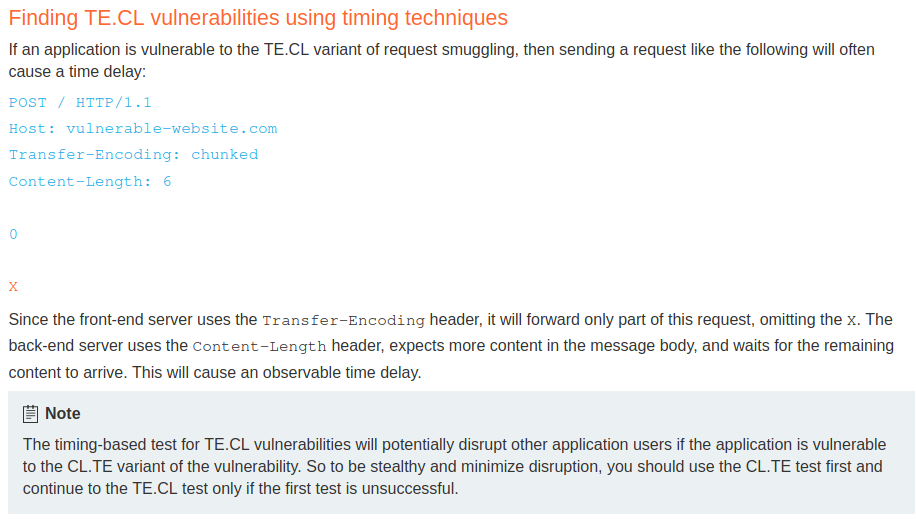 Finding TE.CL vulnerabilities using timing techniques
If an application is vulnerable to the TE.CL variant of request smuggling, then sending a request like the following will often
cause a time delay:
POST / HTTP/1.1
Host: vulnerable-website.com
Transfer-Encoding: chunked
Content-Length: 6
0
X
Since the front-end server uses the Transfer-Encoding header, it will forward only part of this request, omitting the X. The
back-end server uses the Content-Length header, expects more content in the message body, and waits for the remaining
content to arrive. This will cause an observable time delay.
Note
The timing-based test for TE.CL vulnerabilities will potentially disrupt other application users if the application is vulnerable
to the CL.TE variant of the vulnerability. So to be stealthy and minimize disruption, you should use the CL.TE test first and
continue to the TE.CL test only if the first test is unsuccessful.